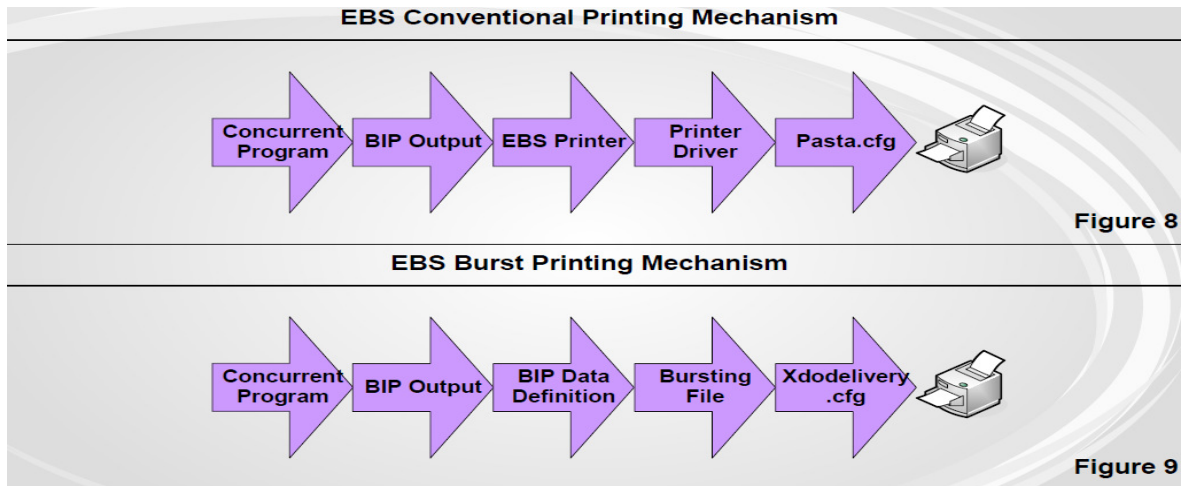 EBS Conventional Printing Mechanism
Concurrent
Program
BIP Output
EBS Printer
Printer
Driver
Pasta.cfg
Figure 8
EBS Burst Printing Mechanism
Concurrent
Program
BIP Output
BIP Data
Definition
Bursting
File
Xdodelivery
.cfg
Figure 9